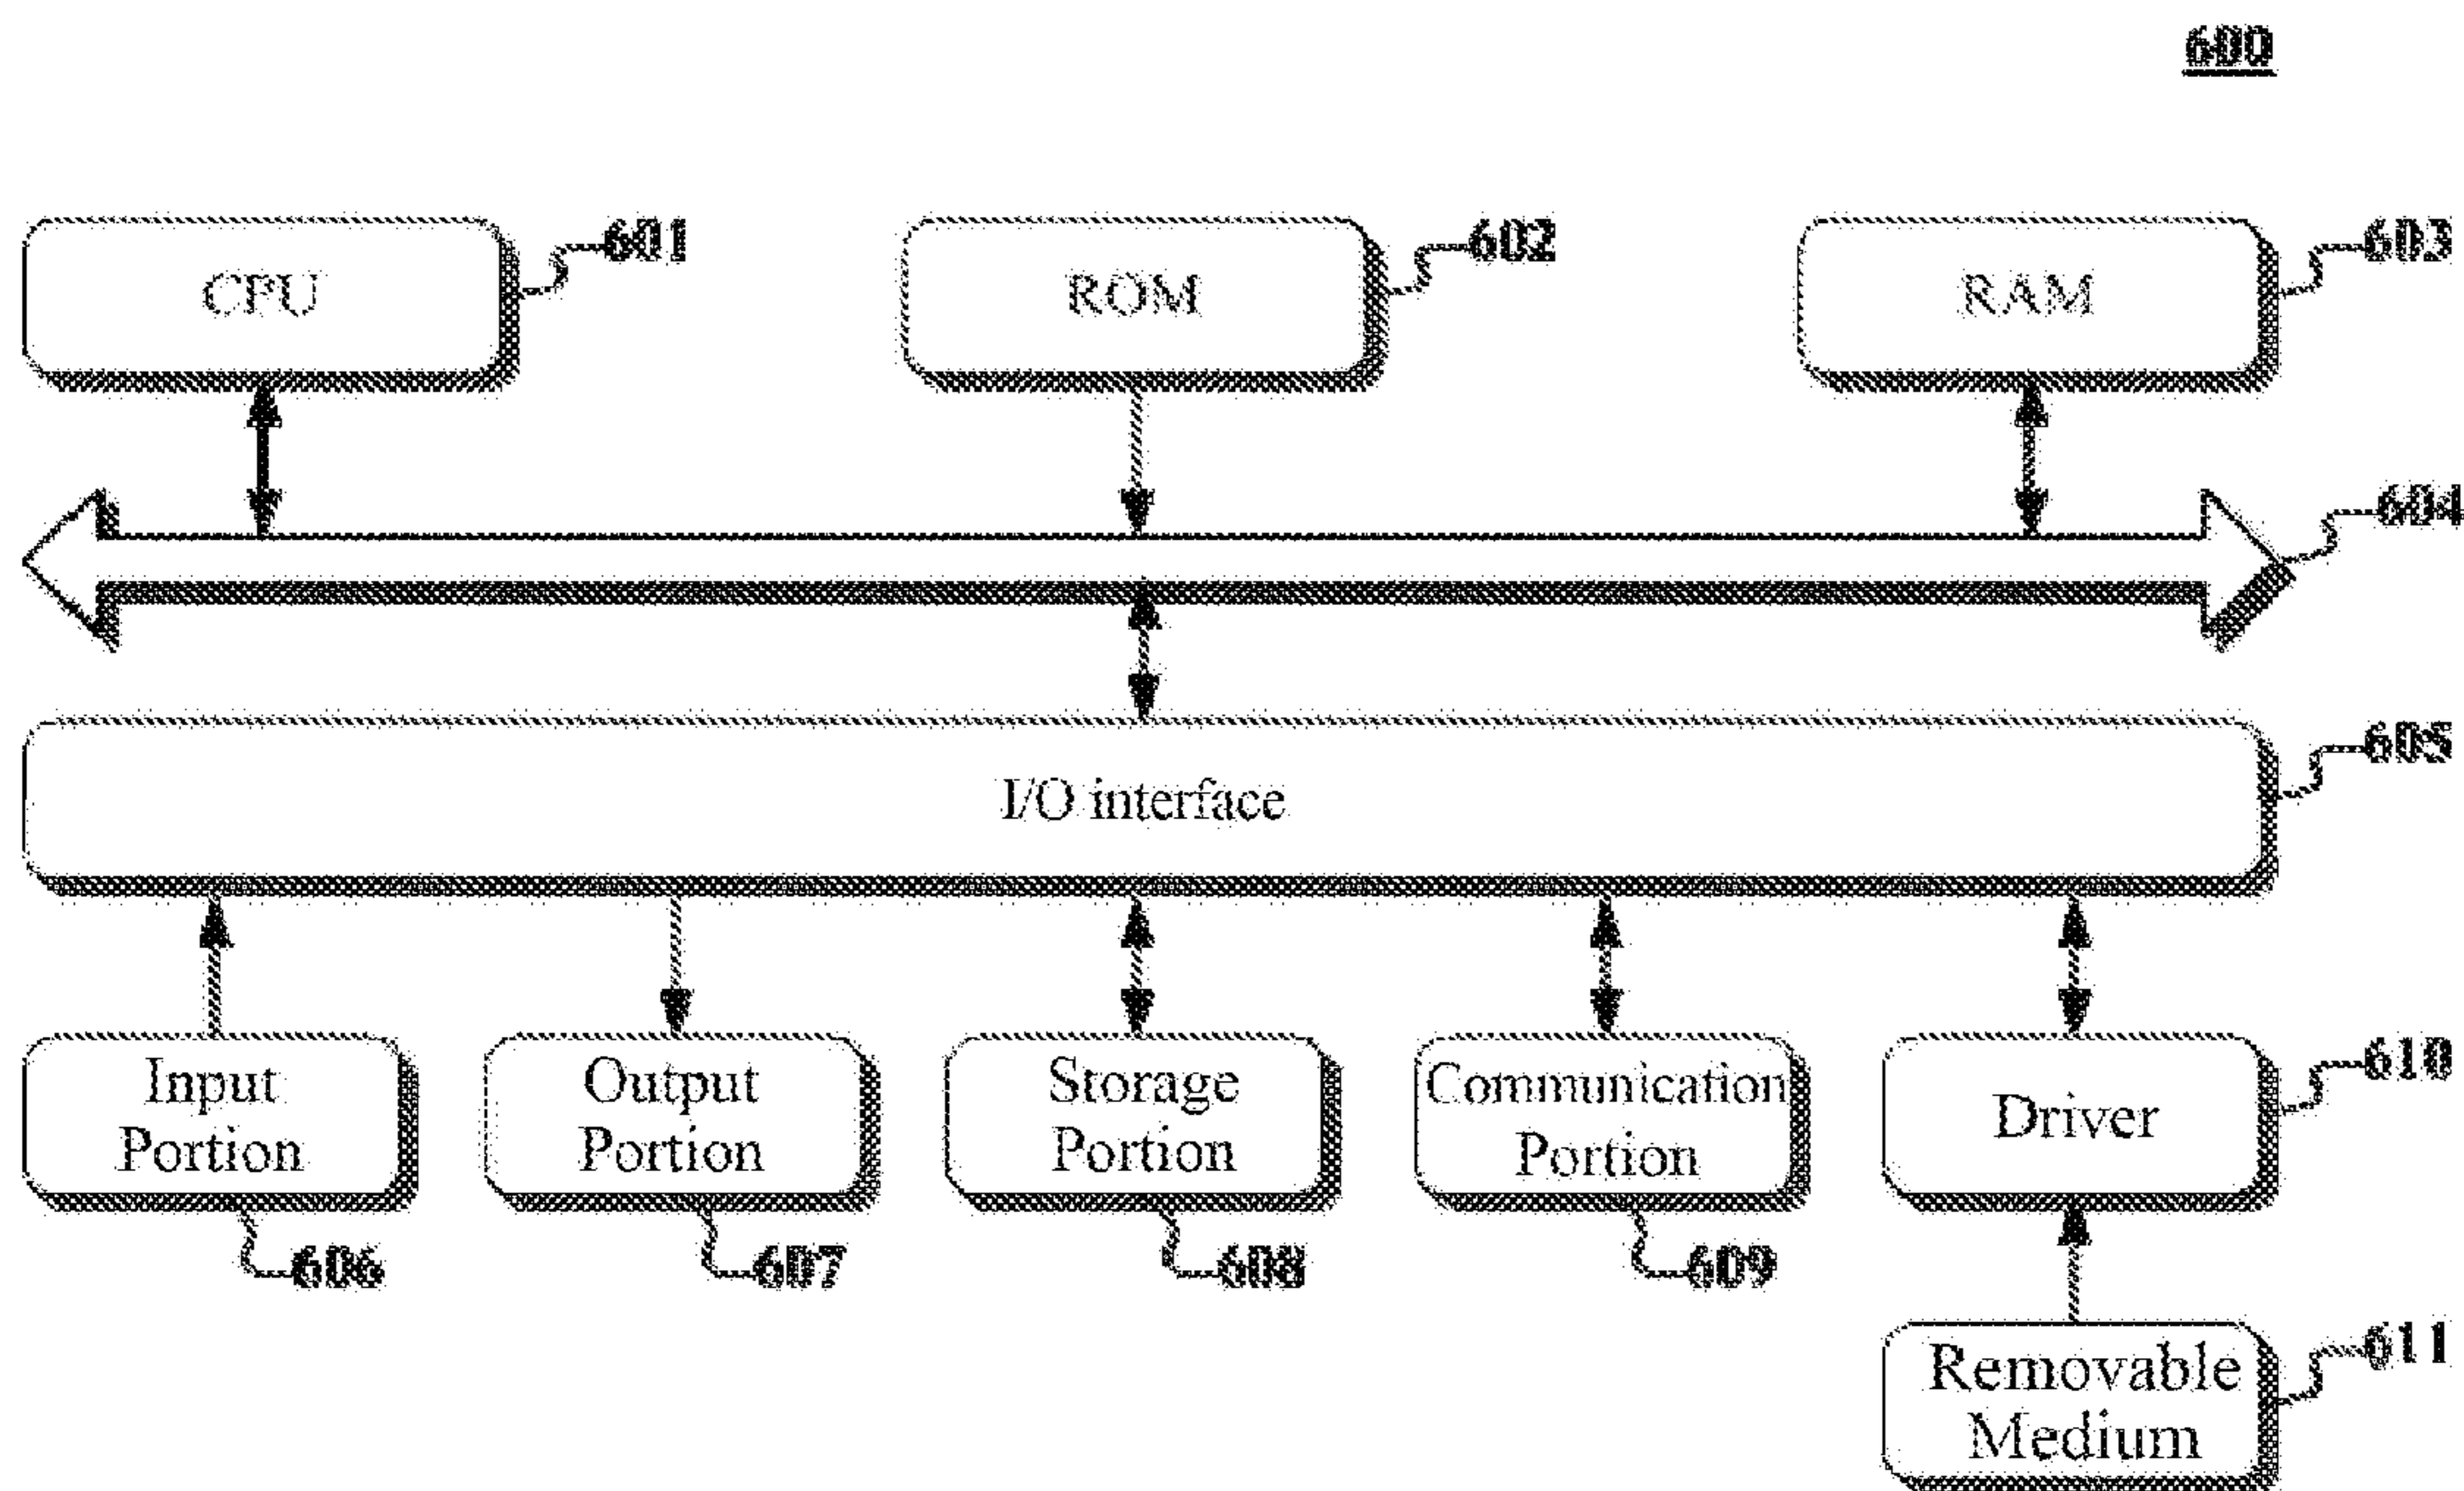 600
CPU
601
ROM
602
RAM
603
604
I/O interface
605
Input
Portion
606
Output
Portion
607
Storage
Portion
608
Communication
Portion
609
Driver
610
Removable
Medium
611